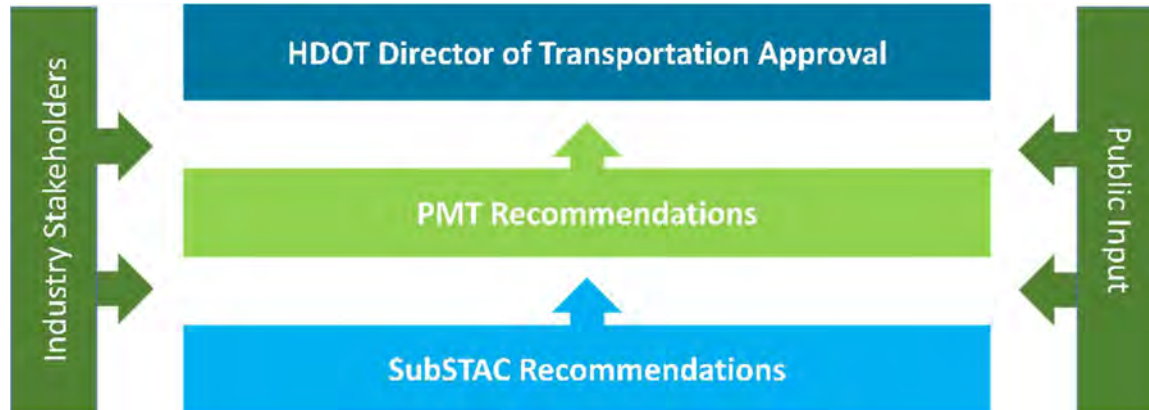 Industry Stakeholders
HDOT Director of Transportation Approval
PMT Recommendations
SubSTAC Recommendations
Public Input